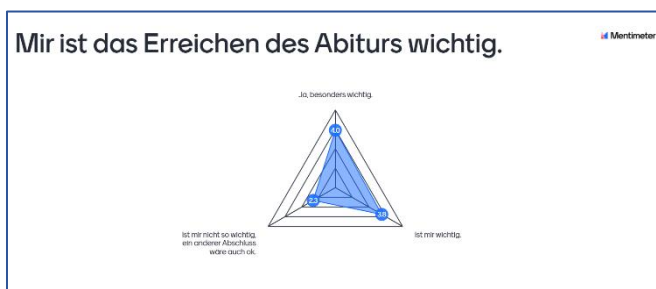 Mir ist das Erreichen des Abiturs wichtig.
Mentimeter
Ja, besonders wichtig.
4.0
2.3
3.8
ist mir nicht so wichtig,
ein anderer Abschluss
wäre auch ok.
ist mir wichtig.